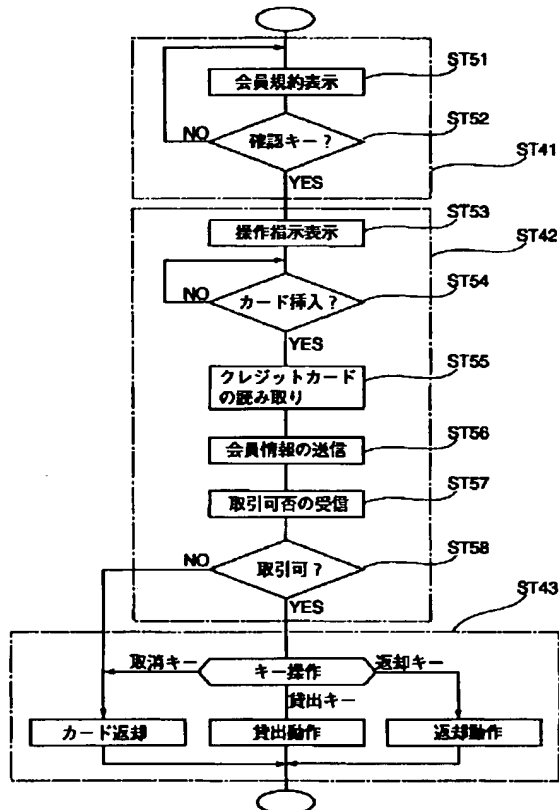 会員規約表示
ST51
確認キー?
ST52
NO
ST41
YES
操作指示表示
ST53
ST42
カード挿入?
NO
ST54
YES
クレジットカード
の読み取り
ST55
会員情報の送信
ST56
取引可否の受信
ST57
NO
取引可?
ST58
YES
ST43
取消キー
キー操作
返却キー
貸出キー
カード返却
貸出動作
返却動作